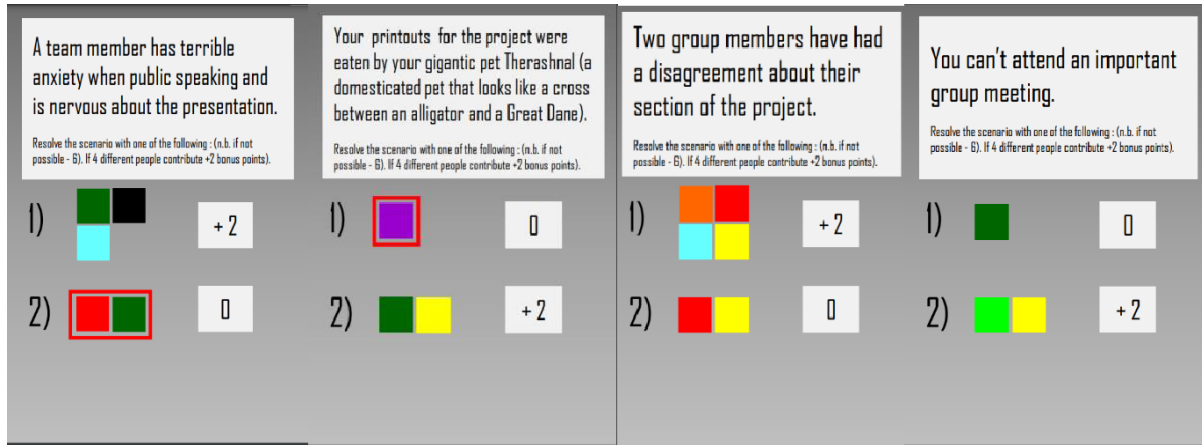 A team member has terrible
anxiety when public speaking and
is nervous about the presentation.
Resolve the scenario with one of the following : (n.b. if not
possible - 6). If 4 different people contribute +2 bonus points).
1)
+ 2
2)
0
Your printouts for the project were
eaten by your gigantic pet Therashnal (a
domesticated pet that looks like a cross
between an alligator and a Great Dane).
Resolve the scenario with one of the following : (n.b. if not
possible - 6). If 4 different people contribute +2 bonus points).
1)
0
2)
+ 2
Two group members have had
a disagreement about their
section of the project.
Resolve the scenario with one of the following : (n.b. if not
possible - 6). If 4 different people contribute +2 bonus points).
1)
+ 2
2)
0
You can't attend an important
group meeting.
Resolve the scenario with one of the following : (n.b. if not
possible - 6). If 4 different people contribute +2 bonus points).
1)
0
2)
+ 2